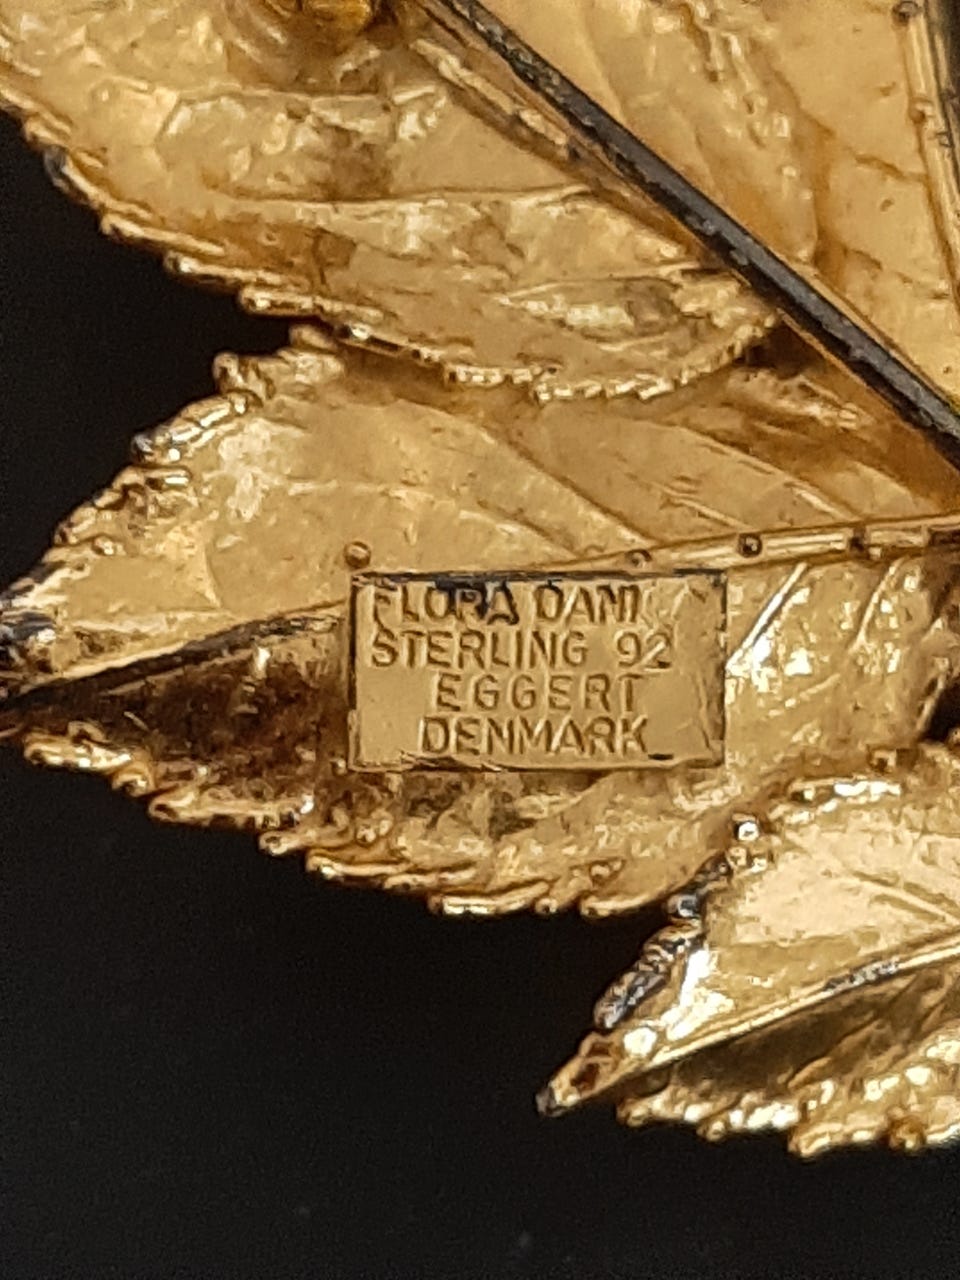 FLORA DANI
STERLING 92
EGGERT
DENMARK